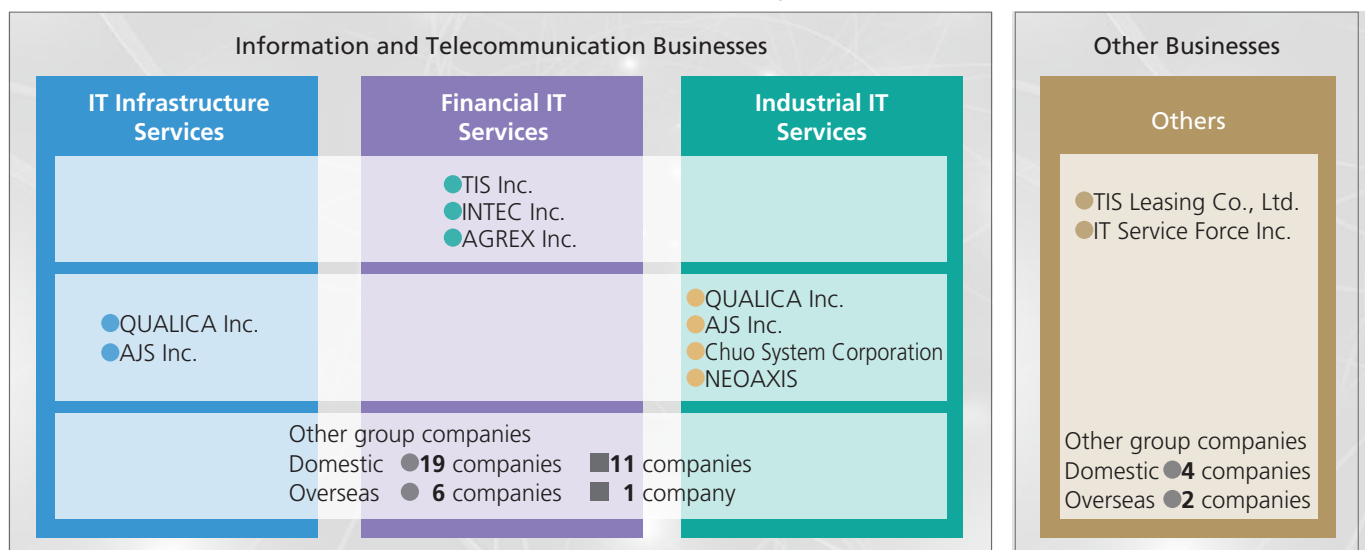 Information and Telecommunication Businesses
IT Infrastructure
Services
Financial IT
Services
Industrial IT
Services
●TIS Inc.
●INTEC Inc.
●AGREX Inc.
●QUALICA Inc.
●AJS Inc.
●QUALICA Inc.
●AJS Inc.
●Chuo System Corporation
●NEOAXIS
Other group companies
Domestic ●19 companies ■11 companies
Overseas ● 6 companies ■ 1 company
Other Businesses
Others
●TIS Leasing Co., Ltd.
●IT Service Force Inc.
Other group companies
Domestic ●4 companies
Overseas ●2 companies